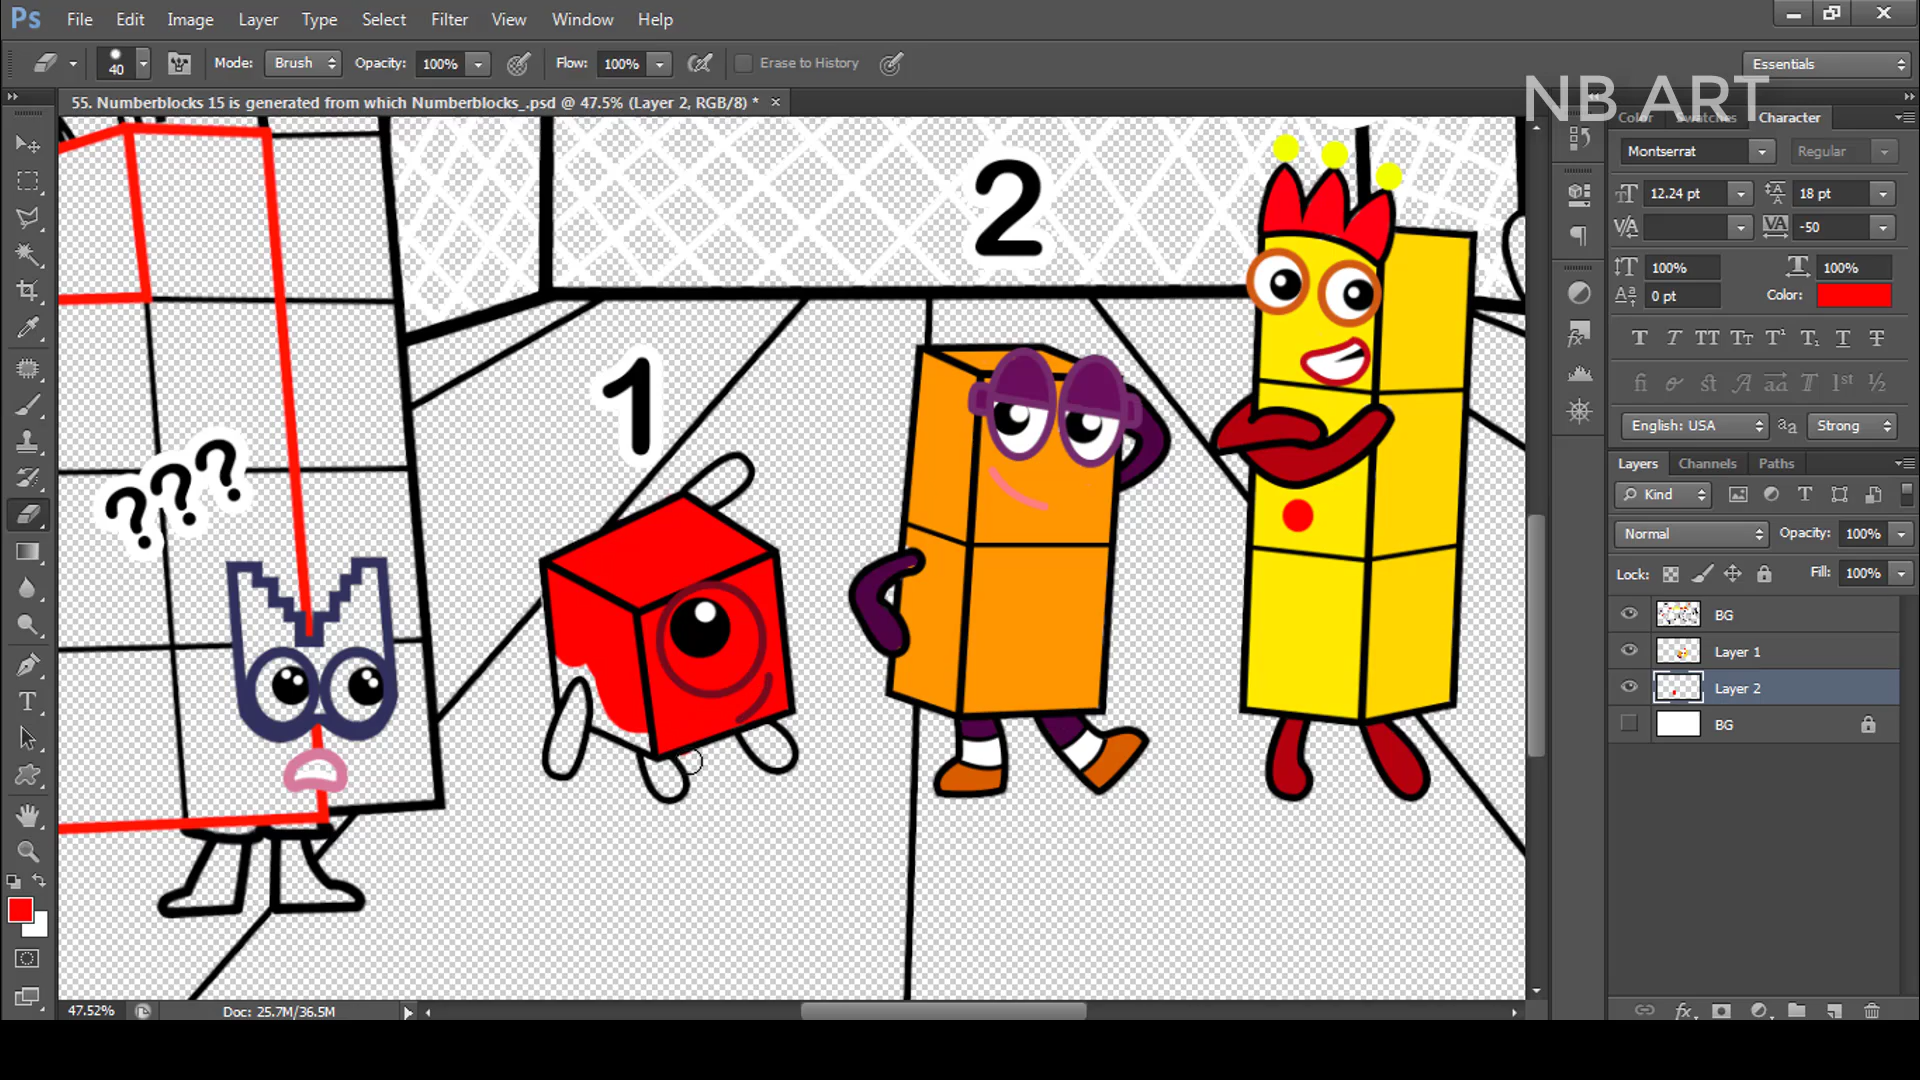 Ps File Edit Image Layer Type Select Filter View Window Help
40 Mode: Brush Opacity: 100% Flow: 100% Erase to History Essentials
NB ART
55. Numberblocks 15 is generated from which Numberblocks_.psd @ 47.5% (Layer 2, RGB/8) *
Color Swatches Character
Montserrat Regular
12.24 pt 18 pt
-50
100% 100%
0 pt Color:
English: USA aa Strong
Layers Channels Paths
Kind
Normal Opacity: 100%
Lock: Fill: 100%
BG
Layer 1
Layer 2
BG
2
1
???
47.52% Doc: 25.7M/36.5M